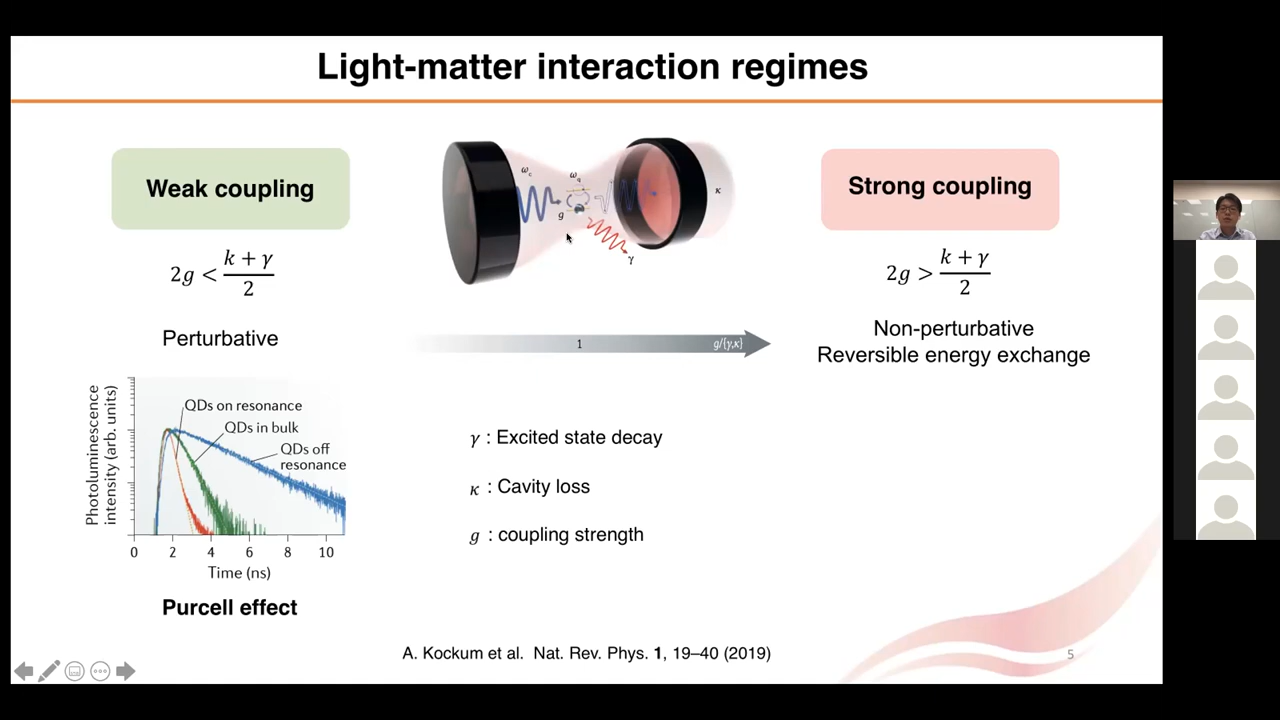 Light-matter interaction regimes
Weak coupling
2g < (k + γ)/2
Perturbative
ω_c
ω_q
g
κ
γ
1
g/{γ,κ}
Strong coupling
2g > (k + γ)/2
Non-perturbative
Reversible energy exchange
Photoluminescence
intensity (arb. units)
QDs on resonance
QDs in bulk
QDs off
resonance
0 2 4 6 8 10
Time (ns)
Purcell effect
γ : Excited state decay
κ : Cavity loss
g : coupling strength
A. Kockum et al. Nat. Rev. Phys. 1, 19–40 (2019)
5